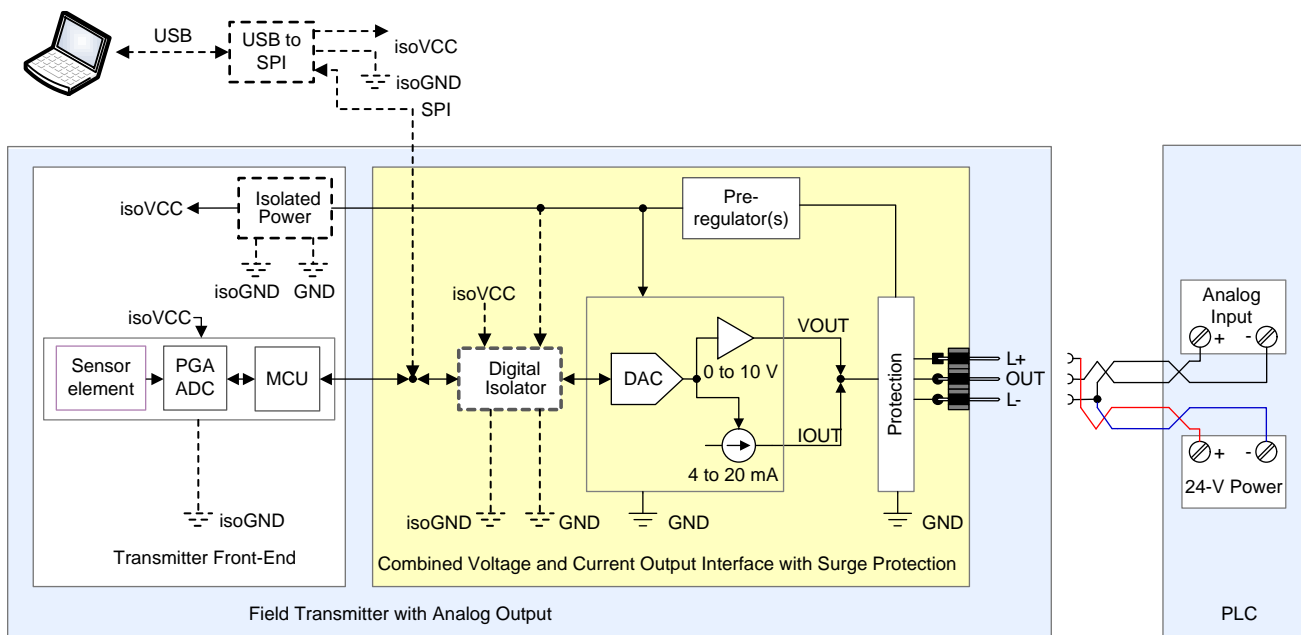 USB
USB to
SPI
isoVCC
isoGND
SPI
isoVCC
Isolated
Power
isoGND
GND
isoVCC
Sensor
element
PGA
ADC
MCU
isoGND
Transmitter Front-End
Pre-
regulator(s)
isoVCC
Digital
Isolator
DAC
0 to 10 V
VOUT
IOUT
4 to 20 mA
Protection
L+
OUT
L-
isoGND
GND
GND
GND
Combined Voltage and Current Output Interface with Surge Protection
Field Transmitter with Analog Output
Analog
Input
+
-
+
-
24-V Power
PLC